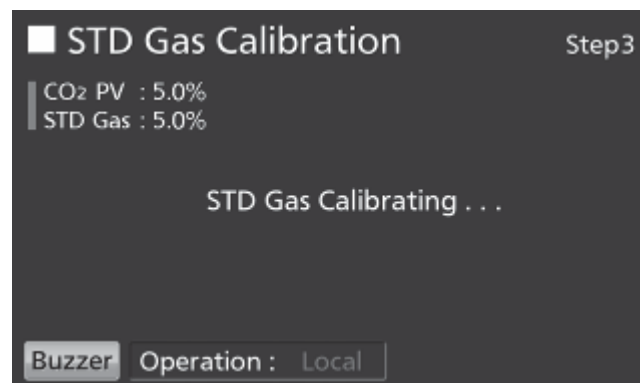 STD Gas Calibration Step3
CO2 PV : 5.0%
STD Gas : 5.0%
STD Gas Calibrating . . .
Buzzer Operation : Local